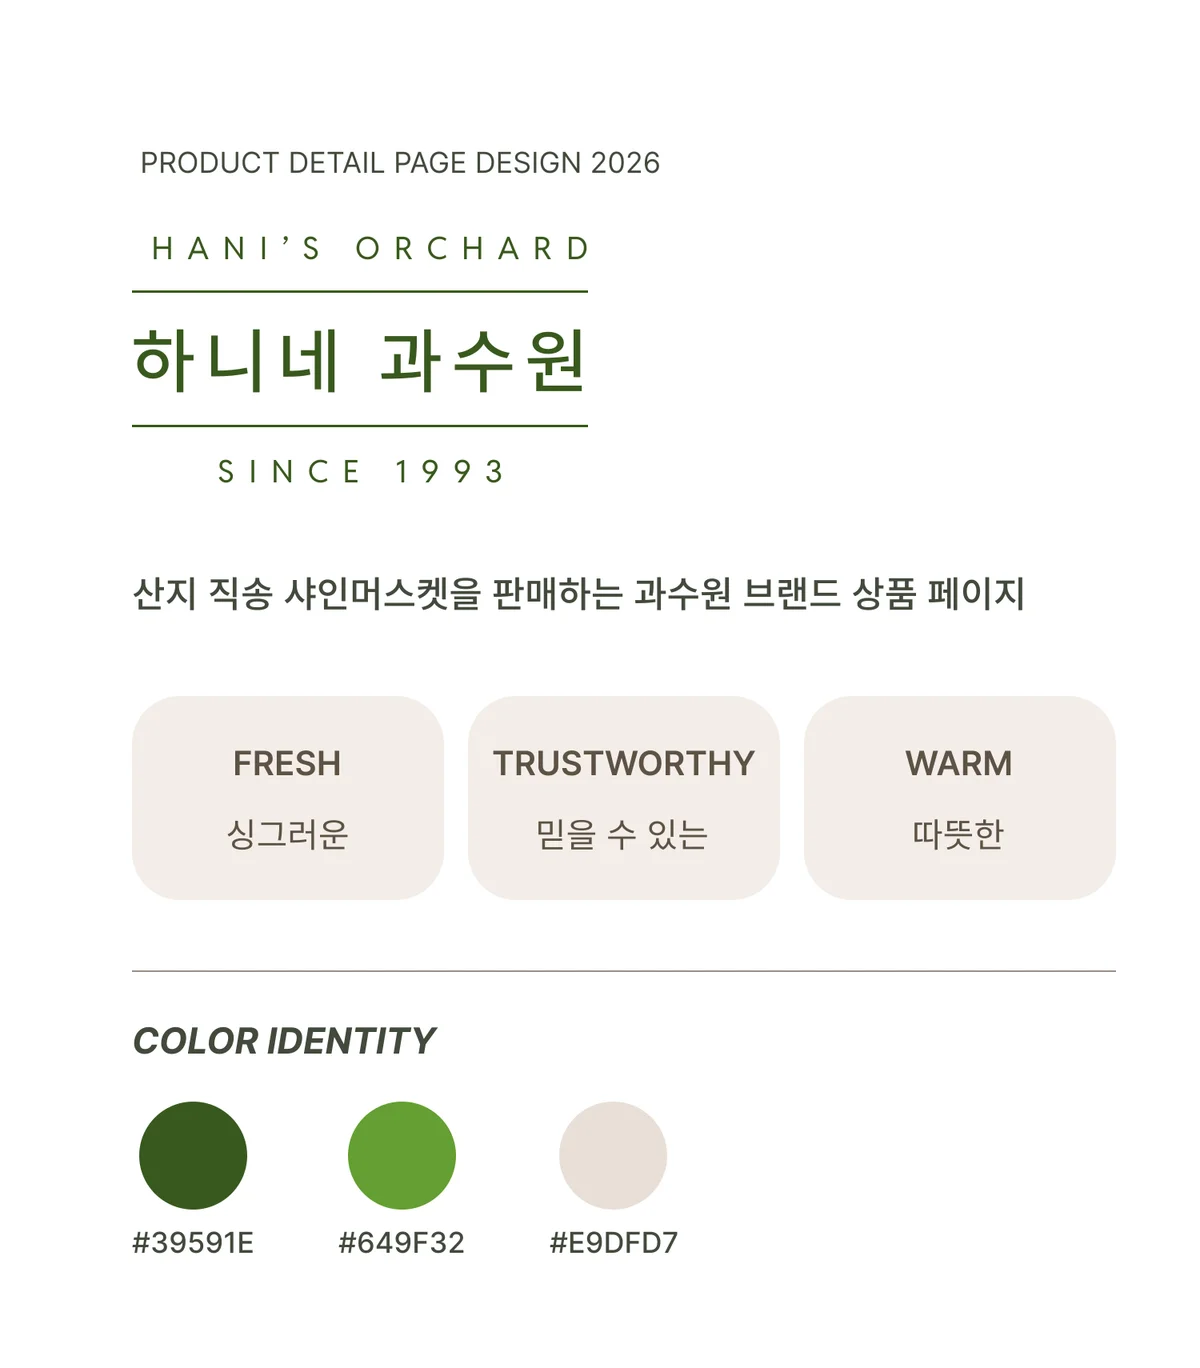 PRODUCT DETAIL PAGE DESIGN 2026
HANI’S ORCHARD
하니네 과수원
SINCE 1993
산지 직송 샤인머스켓을 판매하는 과수원 브랜드 상품 페이지
FRESH
싱그러운
TRUSTWORTHY
믿을 수 있는
WARM
따뜻한
COLOR IDENTITY
#39591E #649F32 #E9DFD7